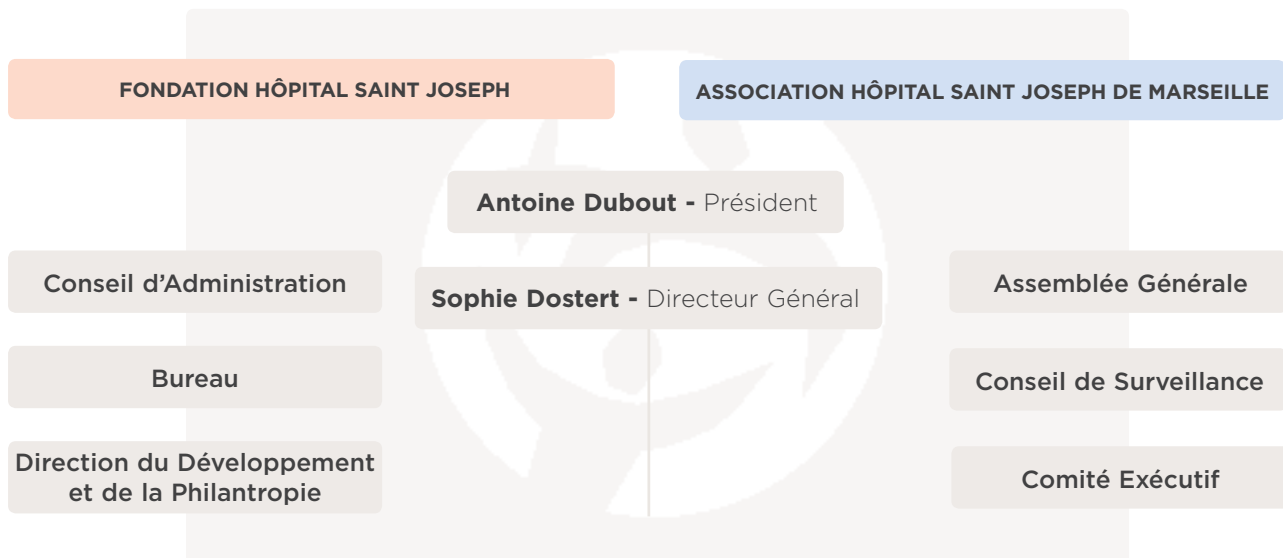 FONDATION HÔPITAL SAINT JOSEPH
ASSOCIATION HÔPITAL SAINT JOSEPH DE MARSEILLE
Antoine Dubout - Président
Sophie Dostert - Directeur Général
Conseil d'Administration
Bureau
Direction du Développement
et de la Philantropie
Assemblée Générale
Conseil de Surveillance
Comité Exécutif